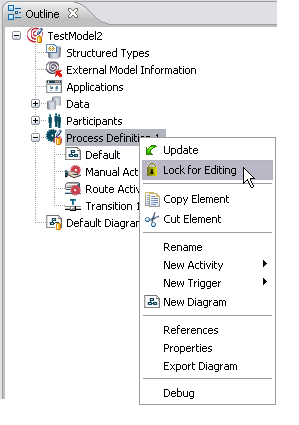 Outline
TestModel2
Structured Types
External Model Information
Applications
Data
Participants
Process Definition 1
Default
Manual Act
Route Activ
Transition 1
Default Diagra
Update
Lock for Editing
Copy Element
Cut Element
Rename
New Activity
New Trigger
New Diagram
References
Properties
Export Diagram
Debug